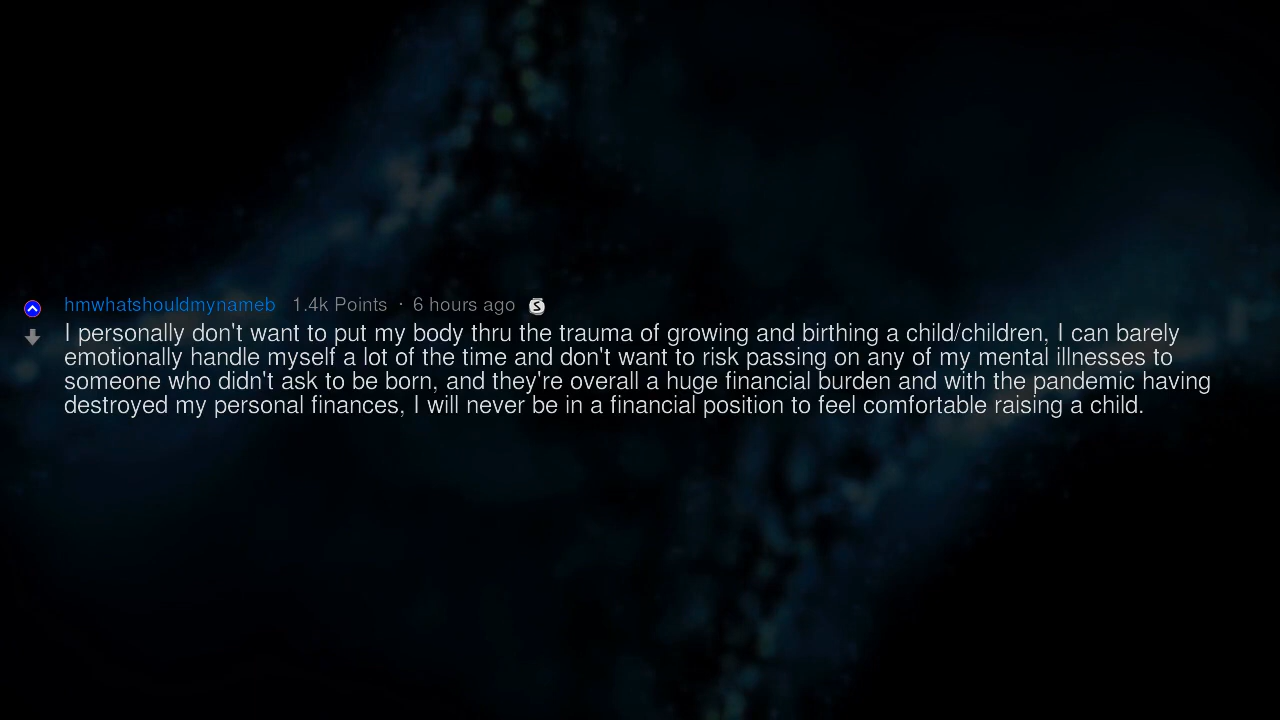 hmwhatshouldmynameb 1.4k Points · 6 hours ago
I personally don't want to put my body thru the trauma of growing and birthing a child/children, I can barely
emotionally handle myself a lot of the time and don't want to risk passing on any of my mental illnesses to
someone who didn't ask to be born, and they're overall a huge financial burden and with the pandemic having
destroyed my personal finances, I will never be in a financial position to feel comfortable raising a child.